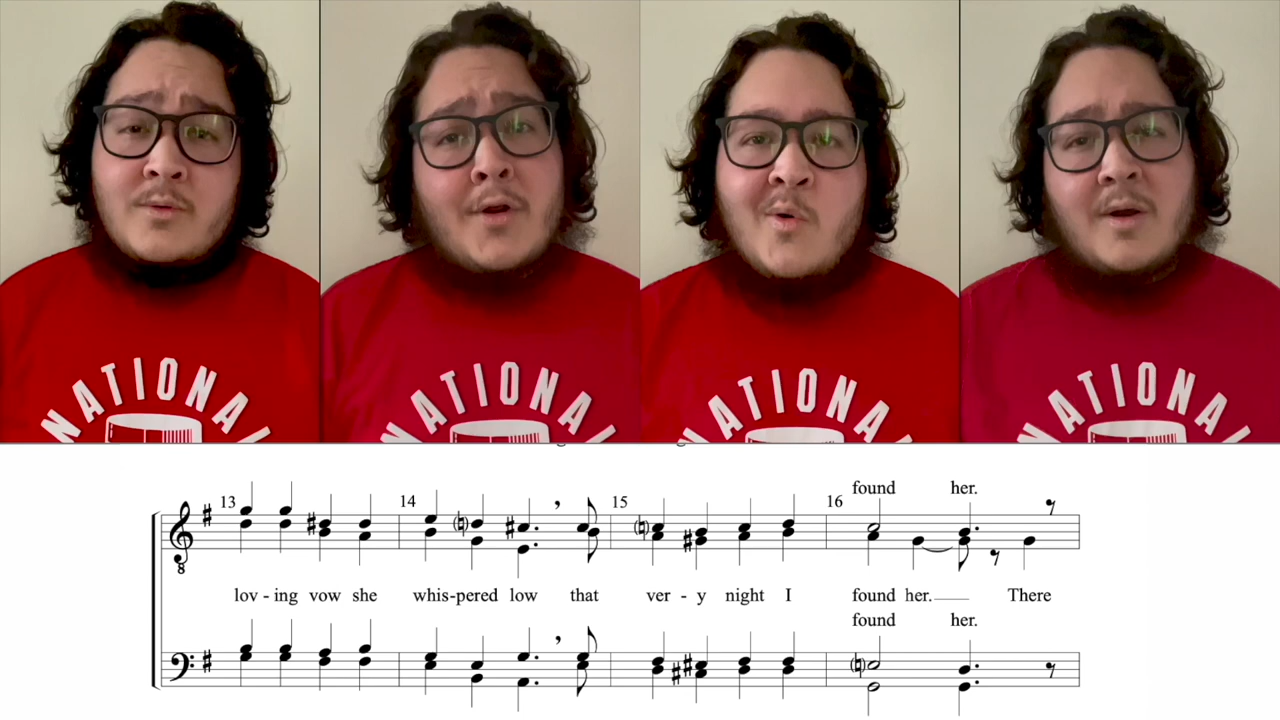 NATIONAL
NATIONAL
NATIONAL
NATIONAL
found her.
13 14 15 16
8
lov - ing vow she whis-pered low that ver - y night I found her. There
found her.